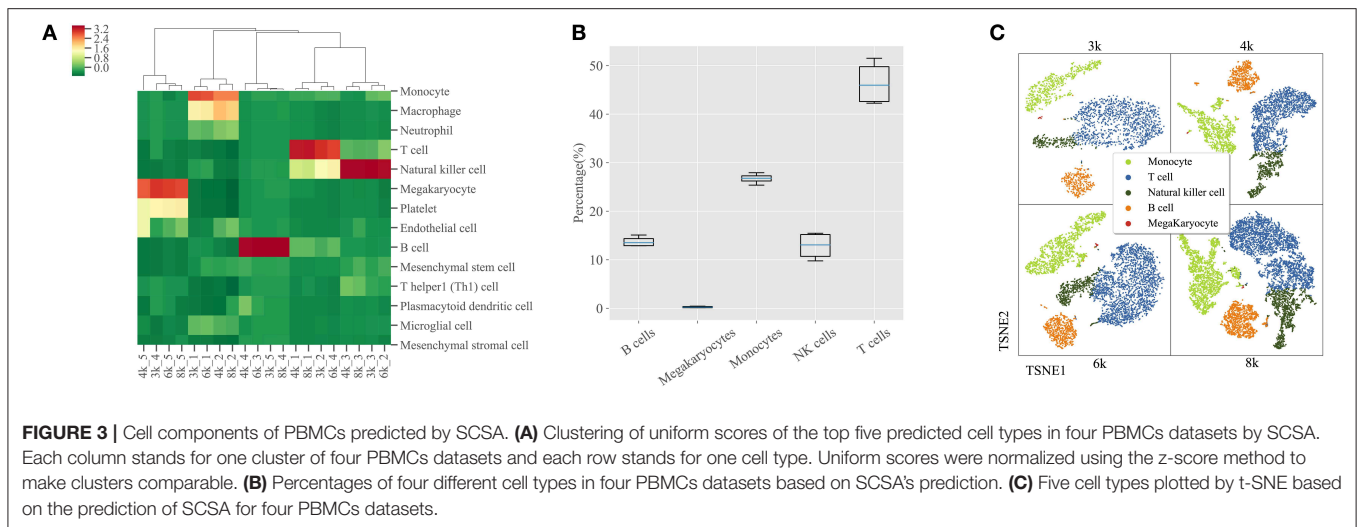 A
3.2
2.4
1.6
0.8
0.0
Monocyte
Macrophage
Neutrophil
T cell
Natural killer cell
Megakaryocyte
Platelet
Endothelial cell
B cell
Mesenchymal stem cell
T helper1 (Th1) cell
Plasmacytoid dendritic cell
Microglial cell
Mesenchymal stromal cell
4k_5 3k_4 6k_5 8k_5 3k_1 6k_1 4k_2 8k_2 4k_4 6k_3 3k_5 8k_4 4k_1 8k_1 3k_2 6k_4 4k_3 8k_3 3k_3 6k_2
B
Percentage(%)
50
40
30
20
10
0
B cells
Megakaryocytes
Monocytes
NK cells
T cells
C
3k
4k
Monocyte
T cell
Natural killer cell
B cell
MegaKaryocyte
TSNE2
TSNE1
6k
8k
FIGURE 3 | Cell components of PBMCs predicted by SCSA. (A) Clustering of uniform scores of the top five predicted cell types in four PBMCs datasets by SCSA.
Each column stands for one cluster of four PBMCs datasets and each row stands for one cell type. Uniform scores were normalized using the z-score method to
make clusters comparable. (B) Percentages of four different cell types in four PBMCs datasets based on SCSA's prediction. (C) Five cell types plotted by t-SNE based
on the prediction of SCSA for four PBMCs datasets.